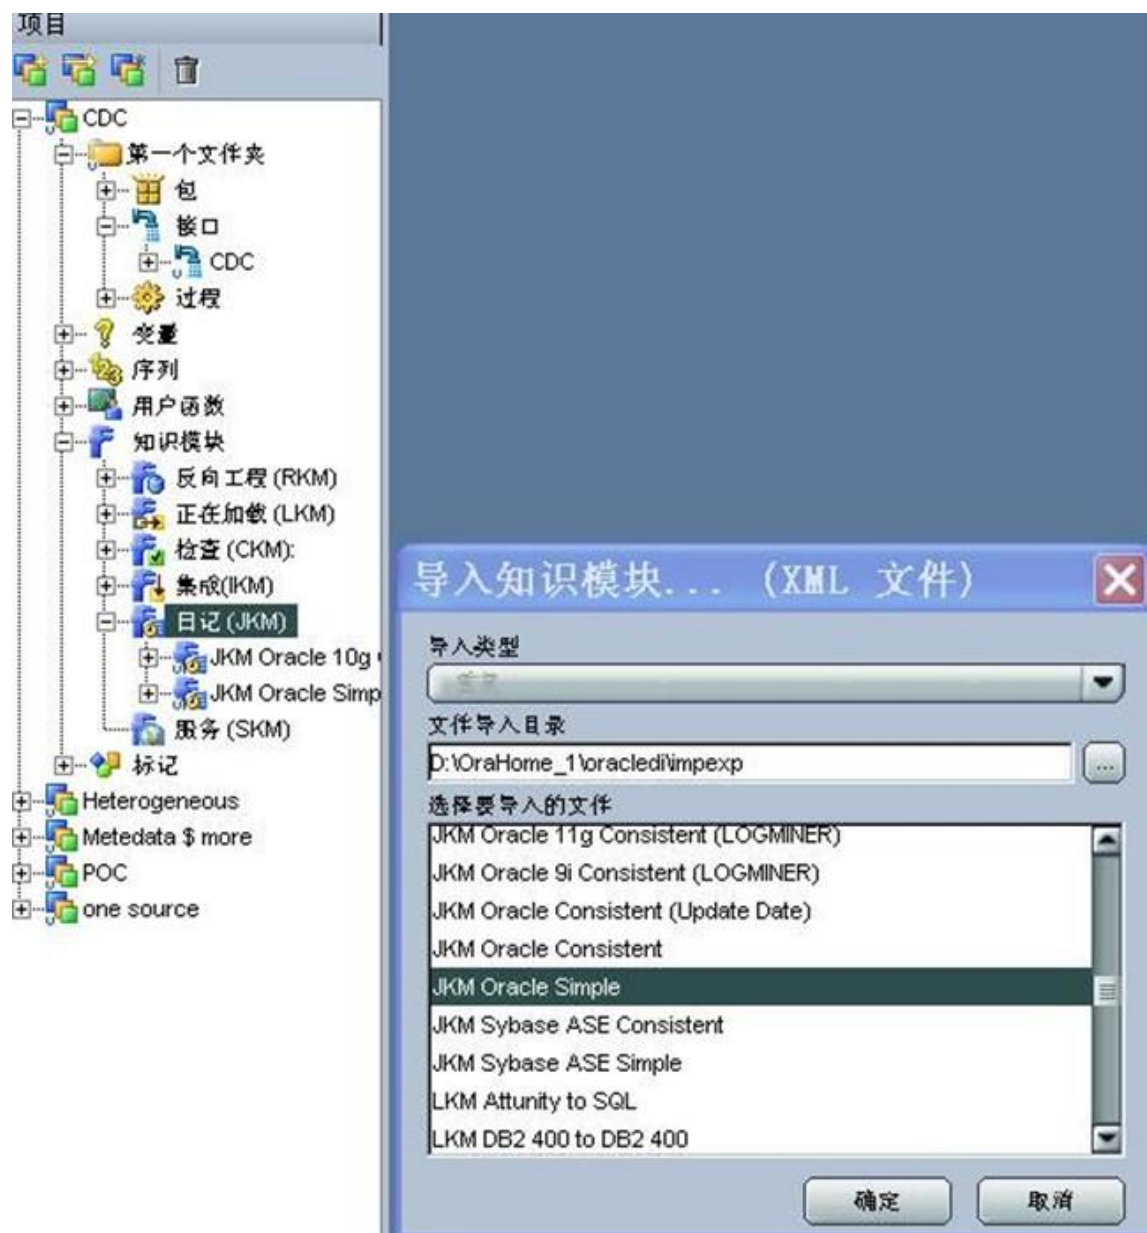 项目
CDC
第一个文件夹
包
接口
CDC
过程
变量
序列
用户函数
知识模块
反向工程 (RKM)
正在加载 (LKM)
检查 (CKM):
集成(IKM)
日记 (JKM)
JKM Oracle 10g
JKM Oracle Simp
服务 (SKM)
标记
Heterogeneous
Metedata $ more
POC
one source
导入知识模块... (XML 文件)
导入类型
文件导入目录
D:\OraHome_1\oracledi\impexp
...
选择要导入的文件
JKM Oracle 11g Consistent (LOGMINER)
JKM Oracle 9i Consistent (LOGMINER)
JKM Oracle Consistent (Update Date)
JKM Oracle Consistent
JKM Oracle Simple
JKM Sybase ASE Consistent
JKM Sybase ASE Simple
LKM Attunity to SQL
LKM DB2 400 to DB2 400
确定 取消